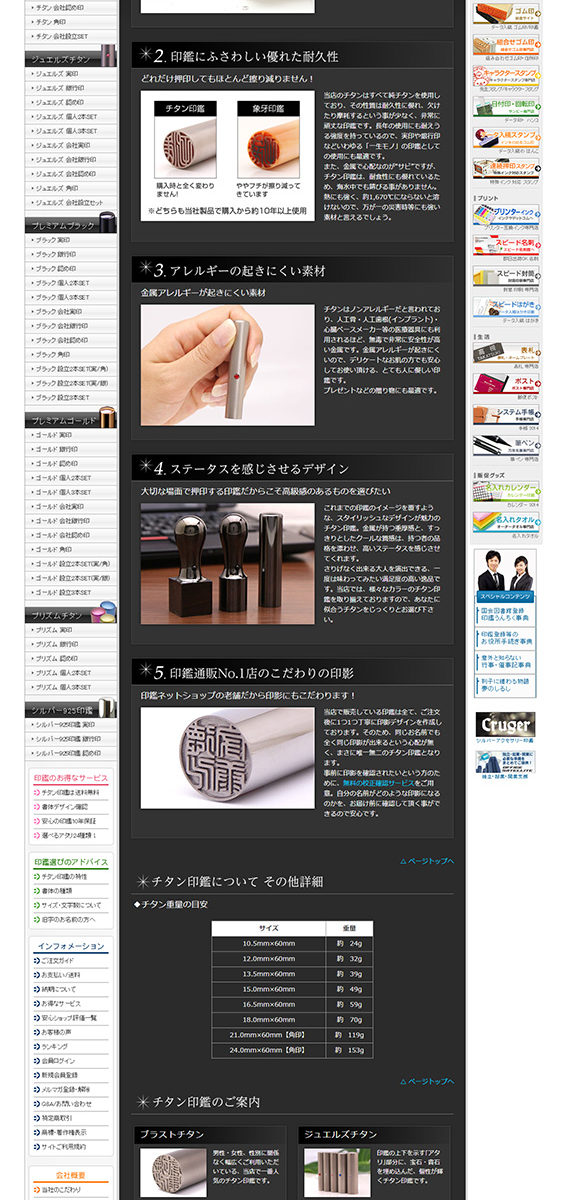 チタン 会社認め印
チタン 角印
チタン 会社設立SET
ジュエルズチタン
ジュエルズ 実印
ジュエルズ 銀行印
ジュエルズ 認め印
ジュエルズ 個人2本SET
ジュエルズ 個人3本SET
ジュエルズ 会社実印
ジュエルズ 会社銀行印
ジュエルズ 会社認め印
ジュエルズ 角印
ジュエルズ 会社設立セット
プレミアムブラック
ブラック 実印
ブラック 銀行印
ブラック 認め印
ブラック 個人2本SET
ブラック 個人3本SET
ブラック 会社実印
ブラック 会社銀行印
ブラック 会社認め印
ブラック 角印
ブラック 設立2本SET(実/角)
ブラック 設立2本SET(実/銀)
ブラック 設立3本SET
プレミアムゴールド
ゴールド 実印
ゴールド 銀行印
ゴールド 認め印
ゴールド 個人2本SET
ゴールド 個人3本SET
ゴールド 会社実印
ゴールド 会社銀行印
ゴールド 会社認め印
ゴールド 角印
ゴールド 設立2本SET(実/角)
ゴールド 設立2本SET(実/銀)
ゴールド 設立3本SET
プリズムチタン
プリズム 実印
プリズム 銀行印
プリズム 認め印
プリズム 個人2本SET
プリズム 個人3本SET
シルバー925印鑑
シルバー925印鑑 実印
シルバー925印鑑 銀行印
シルバー925印鑑 認め印
印鑑のお得なサービス
チタン印鑑は送料無料
書体デザイン確認
安心の印鑑10年保証
選べるアタリ24種類！
印鑑選びのアドバイス
チタン印鑑の特性
書体の種類
サイズ・文字数について
旧字のお名前の方へ
インフォメーション
ご注文ガイド
お支払い/送料
納期について
お得なサービス
安心ショップ評価一覧
お客様の声
ランキング
会員ログイン
新規会員登録
メルマガ登録・解除
Q&A/お問い合わせ
特定商取引
商標・著作権表示
サイトご利用規約
会社概要
当社のこだわり
2. 印鑑にふさわしい優れた耐久性
どれだけ押印してもほとんど擦り減りません！
チタン印鑑
象牙印鑑
購入時と全く変わりません!
ややフチが擦り減ってきています
※どちらも当社製品で購入から約10年以上使用
当店のチタンはすべて純チタンを使用しており、その性質は耐久性に優れ、欠けたり摩耗するという事が少なく、非常に頑丈な印鑑です。長年の使用にも耐えうる強度を持っているので、実印や銀行印などいわゆる「一生モノ」の印鑑としての使用にも最適です。
また、金属で心配なのが"サビ"ですが、チタン印鑑は、耐食性にも優れているため、海水中でも錆びる事がありません。熱にも強く、約1,670℃にならないと溶けないので、万が一の火災時等にも強い素材と言えるでしょう。
3. アレルギーの起きにくい素材
金属アレルギーが起きにくい素材
チタンはノンアレルギーだと言われており、人工骨・人工歯根(インプラント)・心臓ペースメーカー等の医療器具にも利用されるほど、無毒で非常に安全性が高い金属です。金属アレルギーが起きにくいので、デリケートなお肌の方でも安心してお使い頂ける、とても人に優しい印鑑です。
プレゼントなどの贈り物にも最適です。
4. ステータスを感じさせるデザイン
大切な場面で押印する印鑑だからこそ高級感のあるものを選びたい
これまでの印鑑のイメージを覆すような、スタイリッシュなデザインが魅力のチタン印鑑。金属が持つ重厚感と、すっきりとしたクールな質感は、持つ者の品格を漂わせ、高いステータスを感じさせてくれます。
さりげなく出来る大人を演出できる、一度は味わってみたい満足度の高い逸品です。当店では、様々なカラーのチタン印鑑を取り揃えておりますので、あなたに似合うチタンをじっくりとお選び下さい。
5. 印鑑通販No.1店のこだわりの印影
印鑑ネットショップの老舗だから印影にもこだわります！
当店で販売している印鑑は全て、ご注文後に1つ1つ丁寧に印影デザインを作成しております。そのため、同じお名前でも全く同じ印影が出来るという心配が無く、まさに唯一無二のチタン印鑑となります。
事前に印影を確認されたいという方のために、無料の校正確認サービスをご用意。自分の名前がどのような印影になるのかを、お届け前に確認して頂く事ができるので安心です。
△ ページトップへ
チタン印鑑について その他詳細
◆チタン重量の目安
サイズ 重量
10.5mm×60mm 約 24g
12.0mm×60mm 約 32g
13.5mm×60mm 約 39g
15.0mm×60mm 約 49g
16.5mm×60mm 約 59g
18.0mm×60mm 約 70g
21.0mm×60mm【角印】 約 119g
24.0mm×60mm【角印】 約 153g
△ ページトップへ
チタン印鑑のご案内
ブラストチタン
男性・女性、性別に関係なく幅広くご利用いただいている、当店で一番人気のチタン印鑑です。
ジュエルズチタン
印鑑の上下を示す「アタリ」部分に、宝石・貴石を埋め込んだ、個性が輝くチタン印鑑です。
ゴム印
組合せゴム印
キャラクタースタンプ
日付印・回転印
データ入稿スタンプ
連続押印スタンプ
プリント
プリンターインク
スピード名刺
スピード封筒
スピードはがき
生活
表札
ポスト
システム手帳
筆ペン
販促グッズ
名入れカレンダー
名入れタオル
スペシャルコンテンツ
国会図書館登録
印鑑うんちく事典
印鑑登録等の
お役所手続き事典
意外と知らない
行事・催事記事典
判子に纏わる物語
夢のしるし
Cruger
シルバーアクセサリー印鑑
独立・起業・開業支援